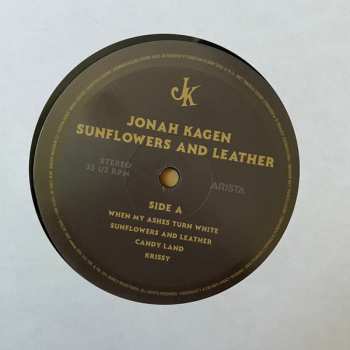 JK
JONAH KAGEN
SUNFLOWERS AND LEATHER
STEREO
33 1/3 RPM
ARISTA
SIDE A
WHEN MY ASHES TURN WHITE
SUNFLOWERS AND LEATHER
CANDY LAND
KRISSY